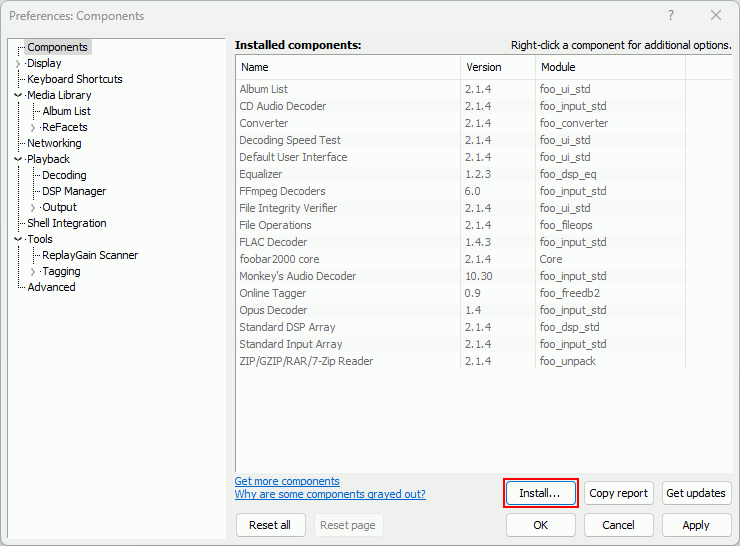 Preferences: Components
?
Components
Display
Keyboard Shortcuts
Media Library
Album List
ReFacets
Networking
Playback
Decoding
DSP Manager
Output
Shell Integration
Tools
ReplayGain Scanner
Tagging
Advanced
Installed components: Right-click a component for additional options.
Name Version Module
Album List 2.1.4 foo_ui_std
CD Audio Decoder 2.1.4 foo_input_std
Converter 2.1.4 foo_converter
Decoding Speed Test 2.1.4 foo_ui_std
Default User Interface 2.1.4 foo_ui_std
Equalizer 1.2.3 foo_dsp_eq
FFmpeg Decoders 6.0 foo_input_std
File Integrity Verifier 2.1.4 foo_ui_std
File Operations 2.1.4 foo_fileops
FLAC Decoder 1.4.3 foo_input_std
foobar2000 core 2.1.4 Core
Monkey's Audio Decoder 10.30 foo_input_std
Online Tagger 0.9 foo_freedb2
Opus Decoder 1.4 foo_input_std
Standard DSP Array 2.1.4 foo_dsp_std
Standard Input Array 2.1.4 foo_input_std
ZIP/GZIP/RAR/7-Zip Reader 2.1.4 foo_unpack
Get more components
Why are some components grayed out?
Install... Copy report Get updates
Reset all Reset page OK Cancel Apply